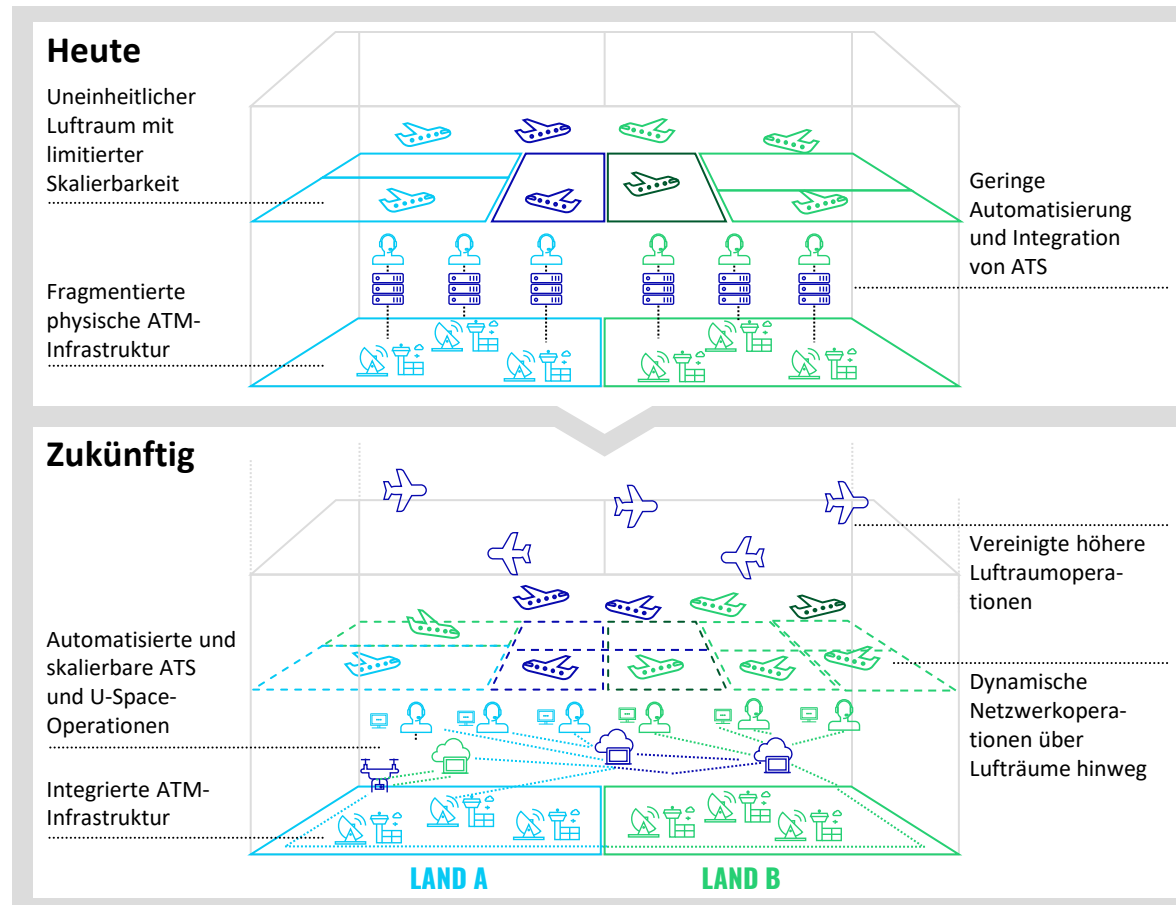 Heute
Uneinheitlicher
Luftraum mit
limitierter
Skalierbarkeit
Geringe
Automatisierung
und Integration
von ATS
Fragmentierte
physische ATM-
Infrastruktur
Zukünftig
Vereinigte höhere
Luftraumopera-
tionen
Automatisierte und
skalierbare ATS
und U-Space-
Operationen
Dynamische
Netzwerkopera-
tionen über
Lufträume hinweg
Integrierte ATM-
Infrastruktur
LAND A
LAND B